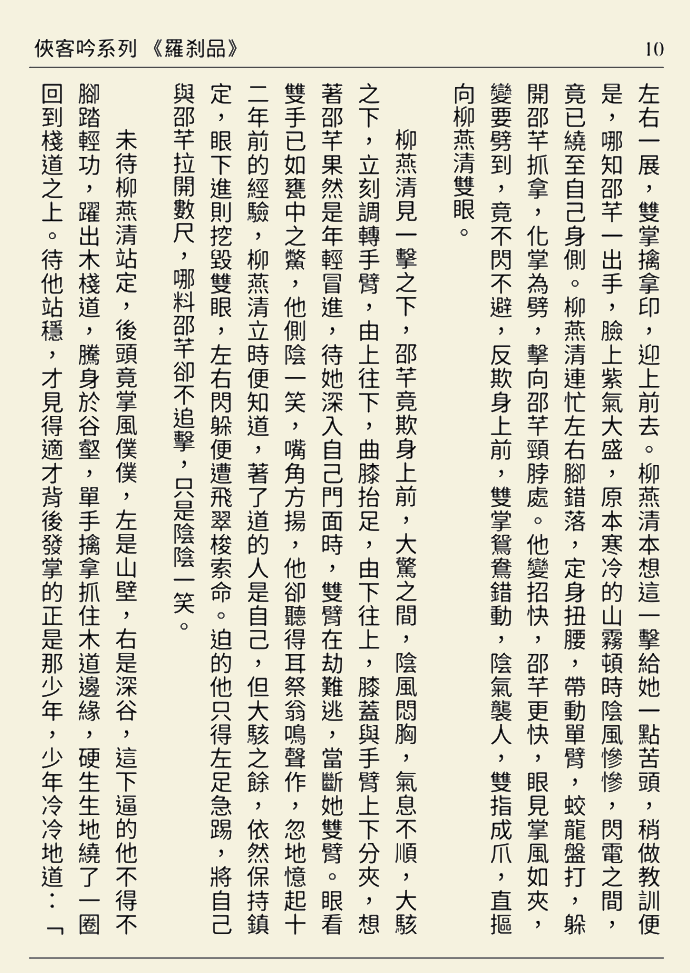 俠客吟系列 《羅剎品》
10
左右一展，雙掌擒拿印，迎上前去。柳燕清本想這一擊給她一點苦頭，稍做教訓便
是，哪知邵芊一出手，臉上紫氣大盛，原本寒冷的山霧頓時陰風慘慘，閃電之間，
竟已繞至自己身側。柳燕清連忙左右腳錯落，定身扭腰，帶動單臂，蛟龍盤打，躲
開邵芊抓拿，化掌為劈，擊向邵芊頸脖處。他變招快，邵芊更快，眼見掌風如夾，
變要劈到，竟不閃不避，反欺身上前，雙掌鴛鴦錯動，陰氣襲人，雙指成爪，直摳
向柳燕清雙眼。
柳燕清見一擊之下，邵芊竟欺身上前，大驚之間，陰風悶胸，氣息不順，大駭
之下，立刻調轉手臂，由上往下，曲膝抬足，由下往上，膝蓋與手臂上下分夾，想
著邵芊果然是年輕冒進，待她深入自己門面時，雙臂在劫難逃，當斷她雙臂。眼看
雙手已如甕中之鱉，他側陰一笑，嘴角方揚，他卻聽得耳祭翁鳴聲作，忽地憶起十
二年前的經驗，柳燕清立時便知道，著了道的人是自己，但大駭之餘，依然保持鎮
定，眼下進則挖毀雙眼，左右閃躲便遭飛翠梭索命。迫的他只得左足急踢，將自己
與邵芊拉開數尺，哪料邵芊卻不追擊，只是陰陰一笑。
未待柳燕清站定，後頭竟掌風僕僕，左是山壁，右是深谷，這下逼的他不得不
腳踏輕功，躍出木棧道，騰身於谷壑，單手擒拿抓住木道邊緣，硬生生地繞了一圈
回到棧道之上。待他站穩，才見得適才背後發掌的正是那少年，少年冷冷地道：「